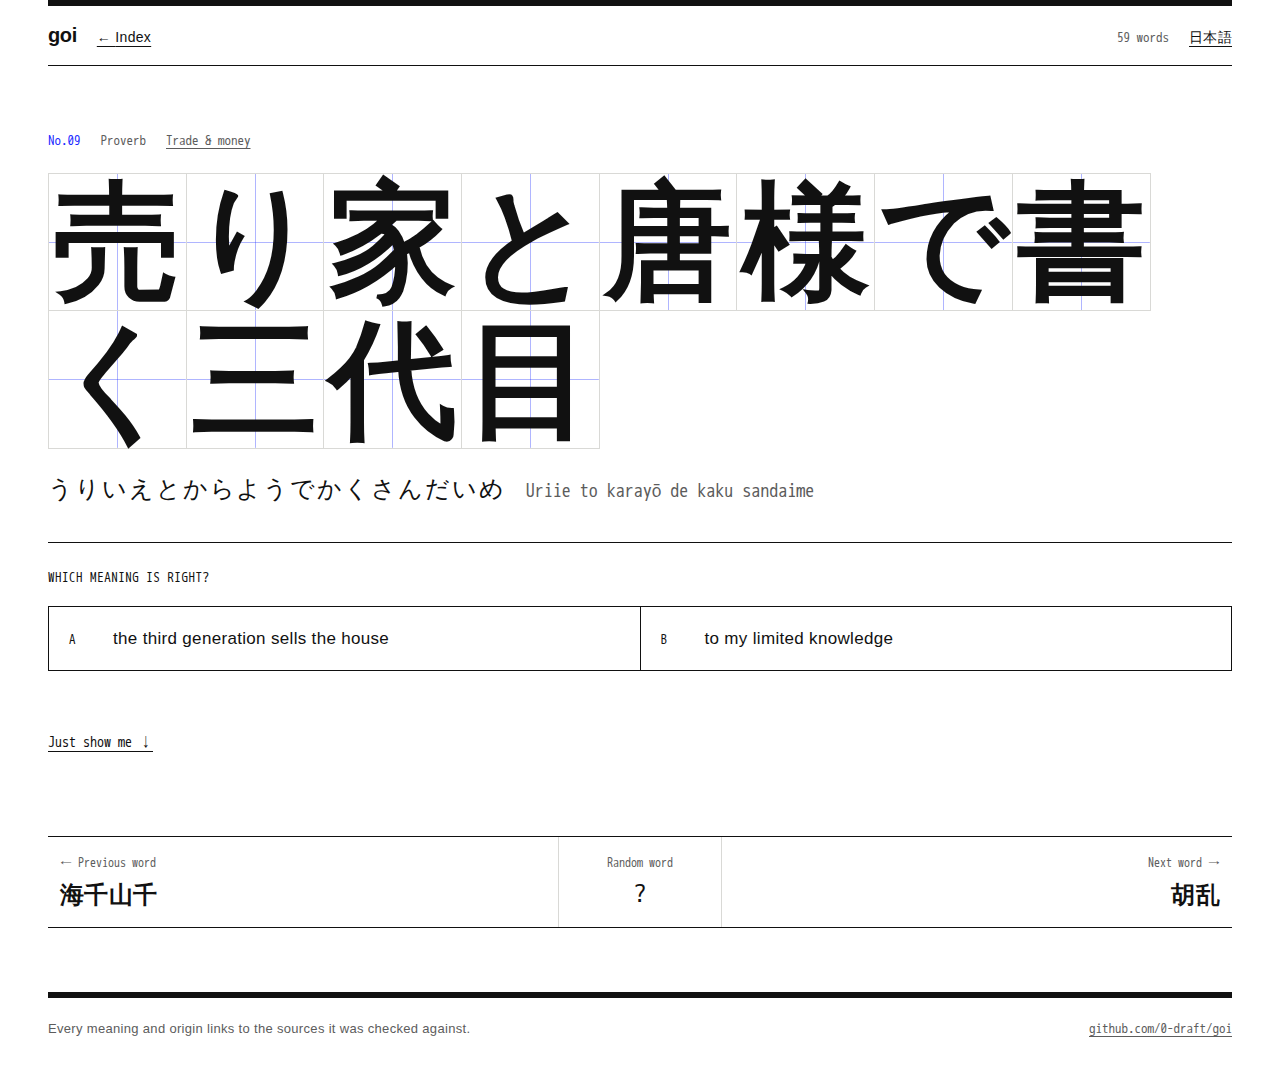 goi ← Index 59 words 日本語
No.09 Proverb Trade & money
売り家と唐様で書
く三代目
うりいえとからようでかくさんだいめ Uriie to karayō de kaku sandaime
WHICH MEANING IS RIGHT?
A the third generation sells the house B to my limited knowledge
Just show me ↓
← Previous word Random word Next word →
海千山千 ? 胡乱
Every meaning and origin links to the sources it was checked against. github.com/0-draft/goi